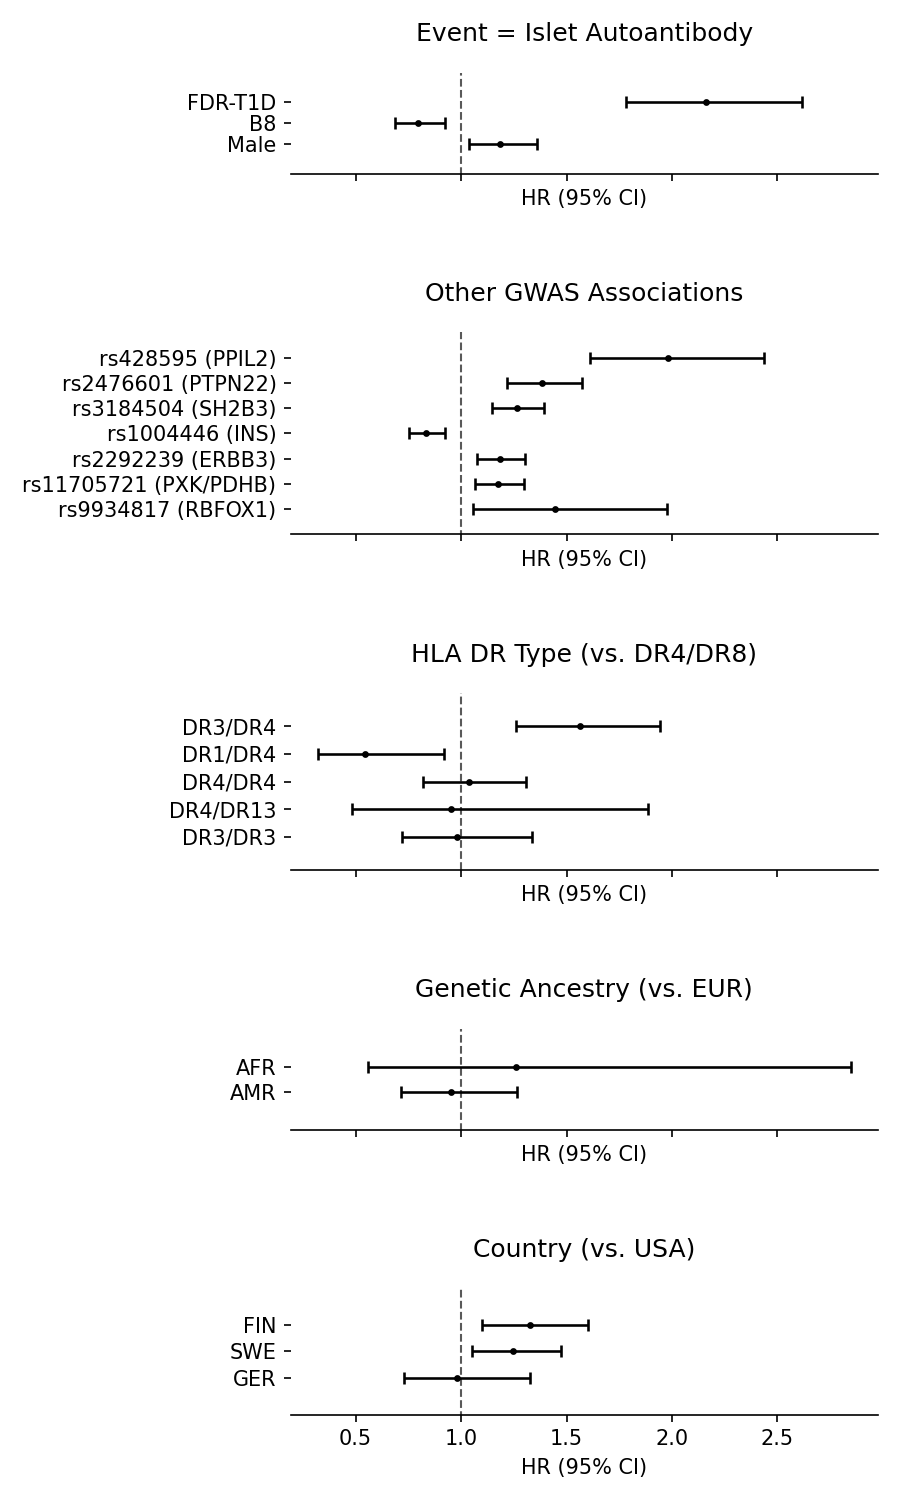 Event = Islet Autoantibody
FDR-T1D
B8
Male
HR (95% CI)
Other GWAS Associations
rs428595 (PPIL2)
rs2476601 (PTPN22)
rs3184504 (SH2B3)
rs1004446 (INS)
rs2292239 (ERBB3)
rs11705721 (PXK/PDHB)
rs9934817 (RBFOX1)
HR (95% CI)
HLA DR Type (vs. DR4/DR8)
DR3/DR4
DR1/DR4
DR4/DR4
DR4/DR13
DR3/DR3
HR (95% CI)
Genetic Ancestry (vs. EUR)
AFR
AMR
HR (95% CI)
Country (vs. USA)
FIN
SWE
GER
0.5 1.0 1.5 2.0 2.5
HR (95% CI)